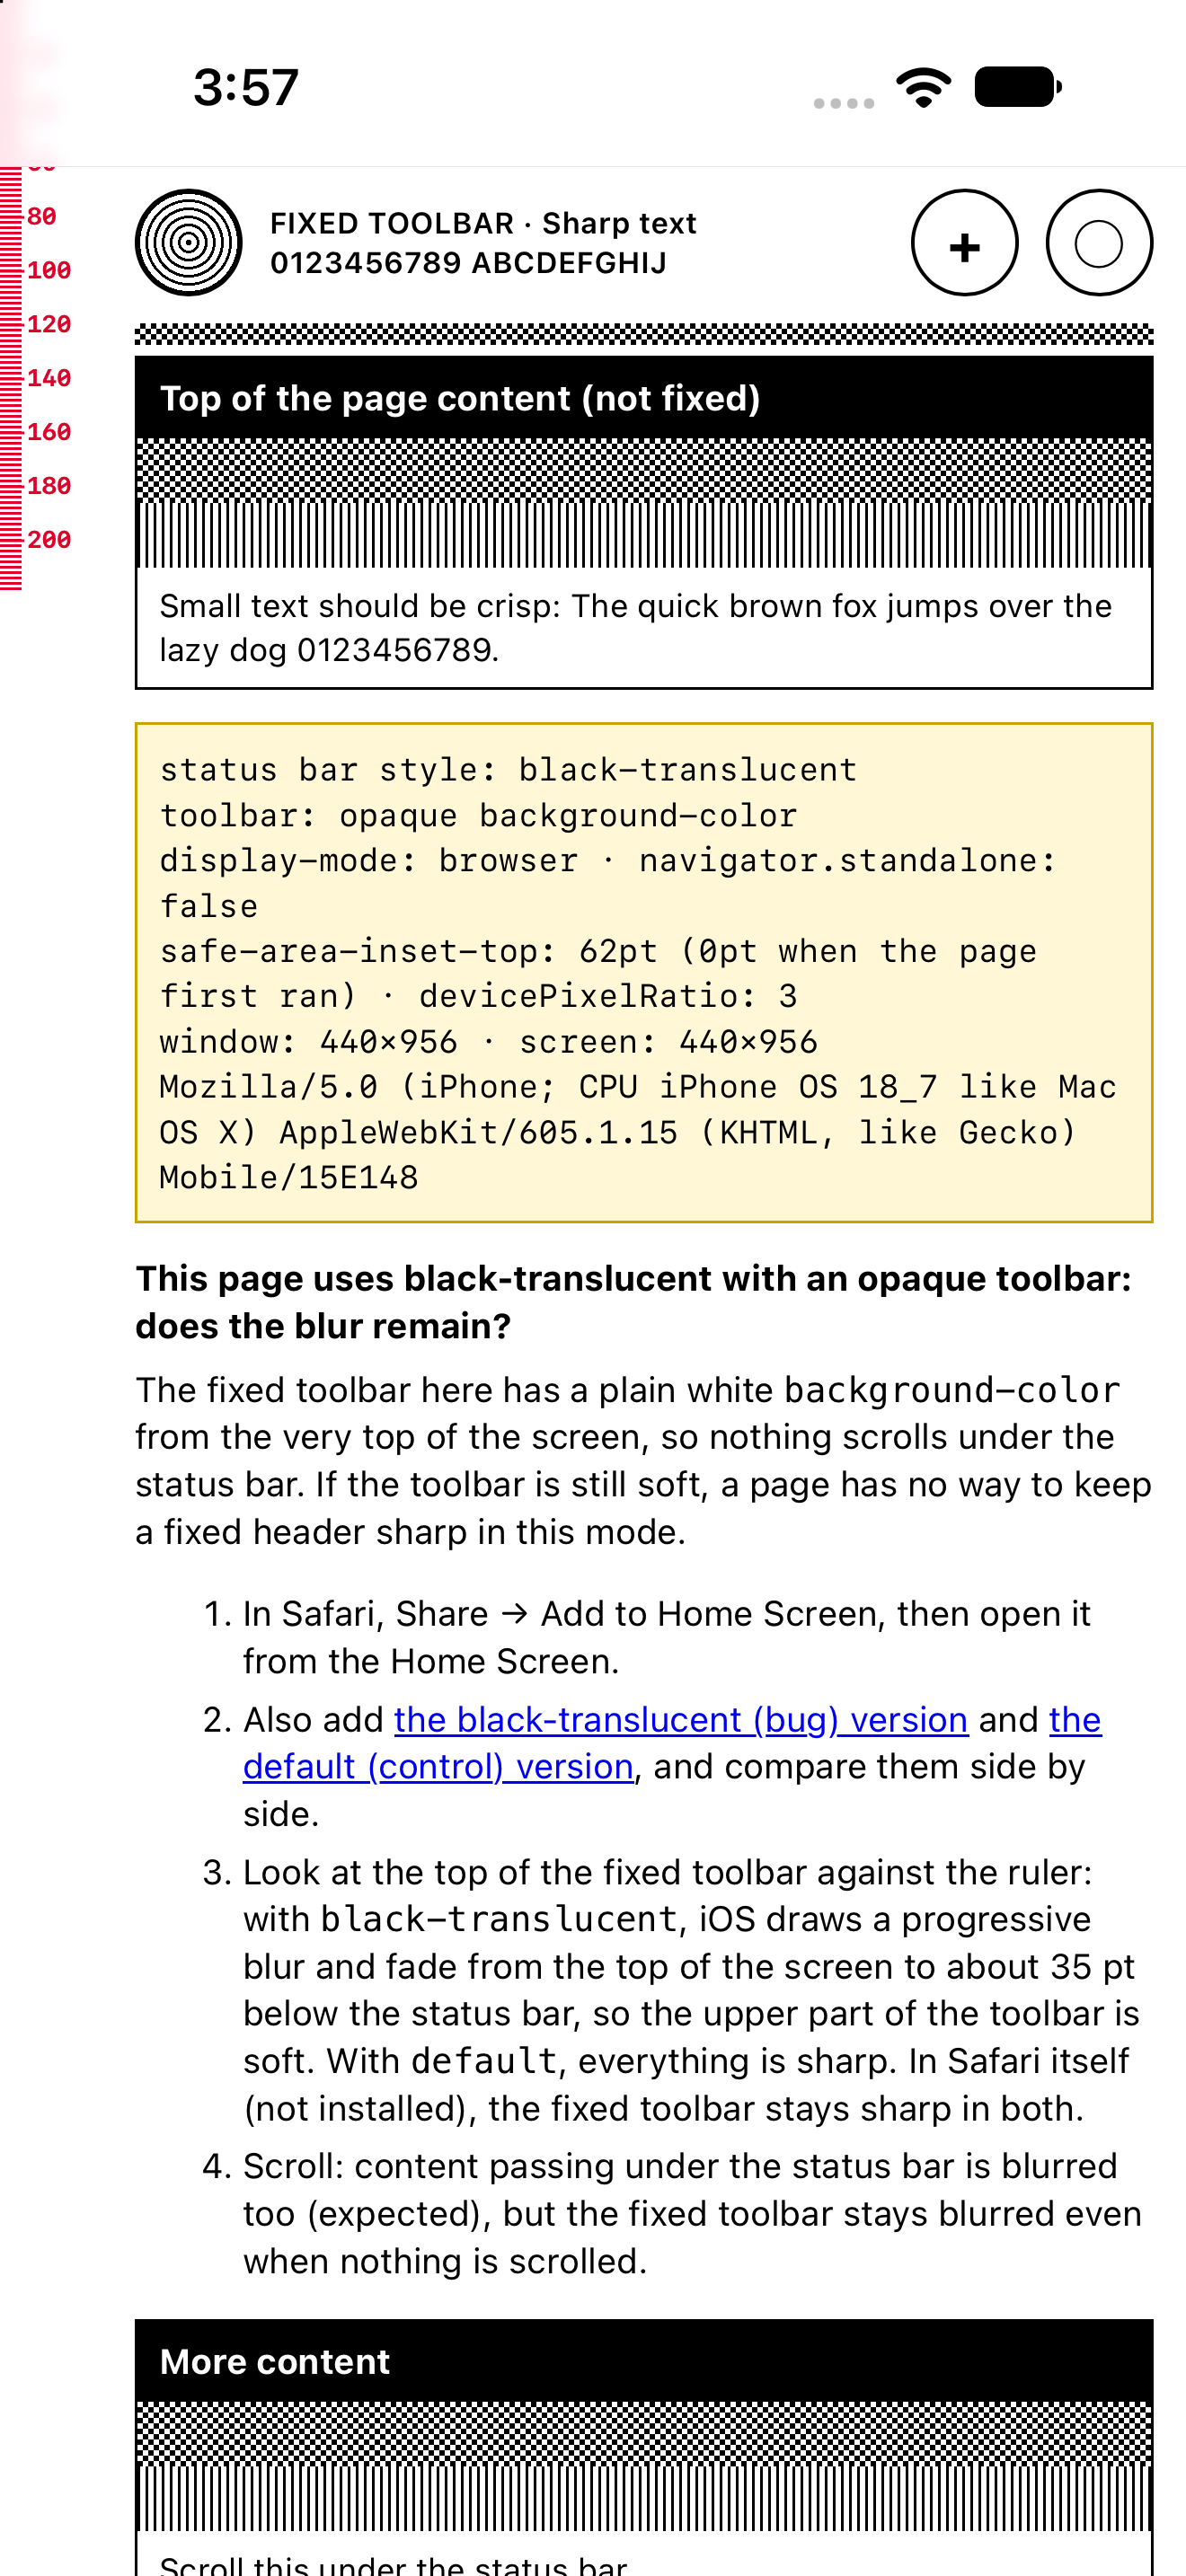 3:57
80
100
120
140
160
180
200
FIXED TOOLBAR · Sharp text
0123456789 ABCDEFGHIJ
+
Top of the page content (not fixed)
Small text should be crisp: The quick brown fox jumps over the
lazy dog 0123456789.
status bar style: black-translucent
toolbar: opaque background-color
display-mode: browser · navigator.standalone:
false
safe-area-inset-top: 62pt (0pt when the page
first ran) · devicePixelRatio: 3
window: 440×956 · screen: 440×956
Mozilla/5.0 (iPhone; CPU iPhone OS 18_7 like Mac
OS X) AppleWebKit/605.1.15 (KHTML, like Gecko)
Mobile/15E148
This page uses black-translucent with an opaque toolbar:
does the blur remain?
The fixed toolbar here has a plain white background-color
from the very top of the screen, so nothing scrolls under the
status bar. If the toolbar is still soft, a page has no way to keep
a fixed header sharp in this mode.
1. In Safari, Share → Add to Home Screen, then open it
from the Home Screen.
2. Also add the black-translucent (bug) version and the
default (control) version, and compare them side by
side.
3. Look at the top of the fixed toolbar against the ruler:
with black-translucent, iOS draws a progressive
blur and fade from the top of the screen to about 35 pt
below the status bar, so the upper part of the toolbar is
soft. With default, everything is sharp. In Safari itself
(not installed), the fixed toolbar stays sharp in both.
4. Scroll: content passing under the status bar is blurred
too (expected), but the fixed toolbar stays blurred even
when nothing is scrolled.
More content
Scroll this under the status bar